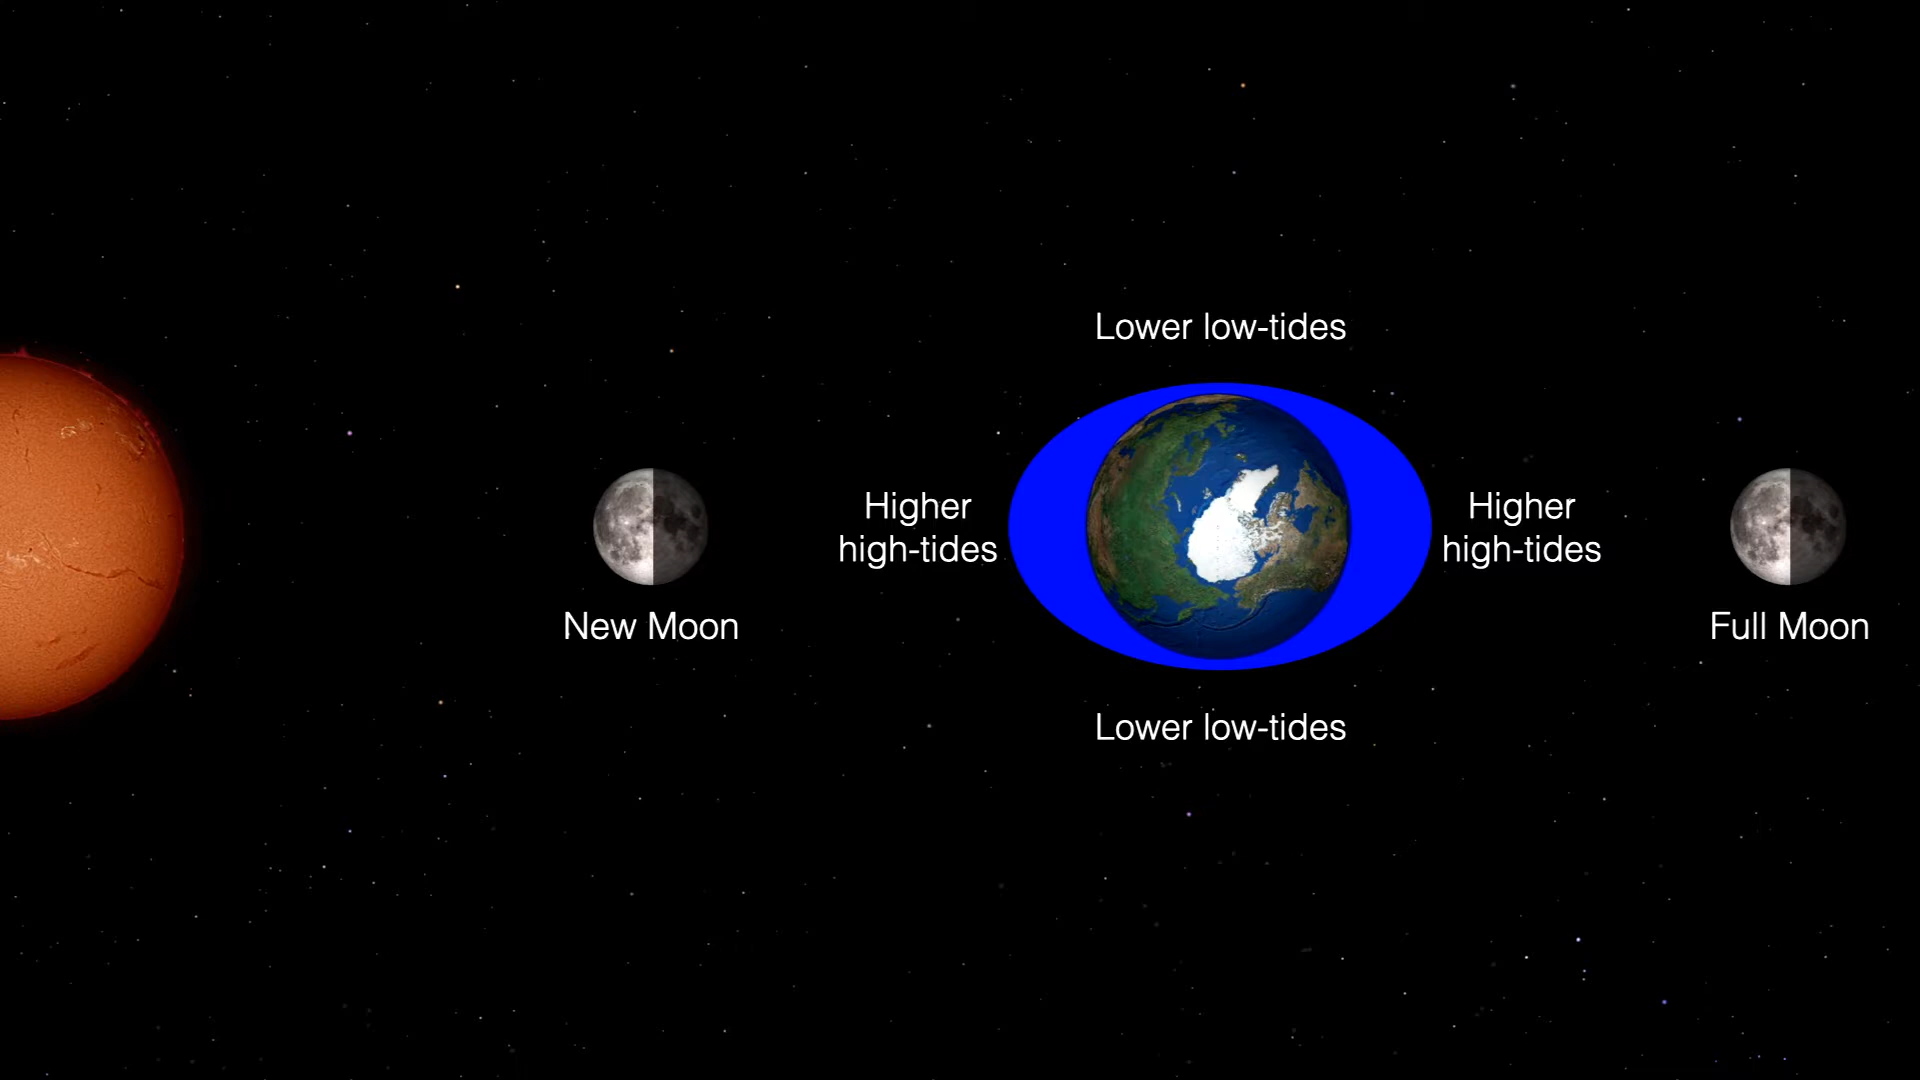 Lower low-tides
Higher
high-tides
Higher
high-tides
New Moon
Full Moon
Lower low-tides